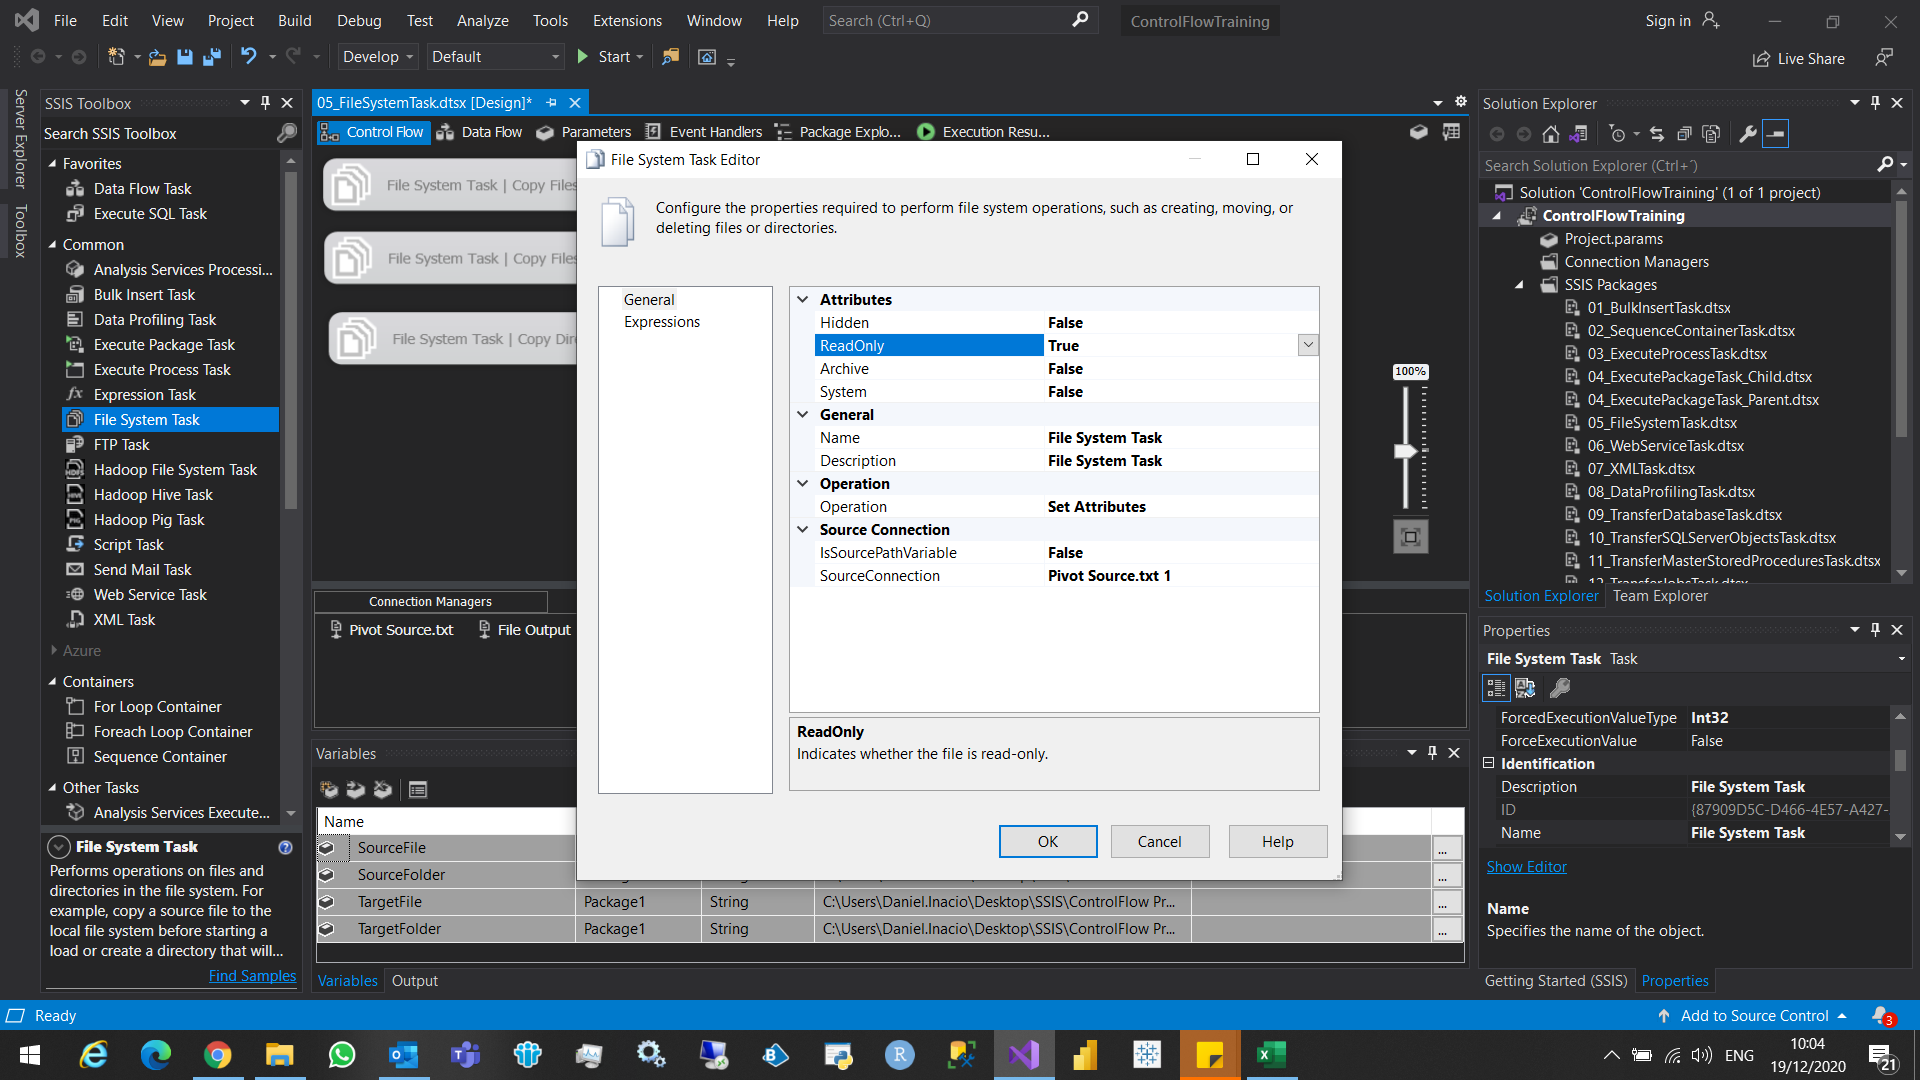 File Edit View Project Build Debug Test Analyze Tools Extensions Window Help Search (Ctrl+Q) ControlFlowTraining Sign in
Develop Default Start Live Share
Server Explorer
Toolbox
SSIS Toolbox
Search SSIS Toolbox
Favorites
Data Flow Task
Execute SQL Task
Common
Analysis Services Processi...
Bulk Insert Task
Data Profiling Task
Execute Package Task
Execute Process Task
Expression Task
File System Task
FTP Task
Hadoop File System Task
Hadoop Hive Task
Hadoop Pig Task
Script Task
Send Mail Task
Web Service Task
XML Task
Azure
Containers
For Loop Container
Foreach Loop Container
Sequence Container
Other Tasks
Analysis Services Execute...
File System Task
Performs operations on files and
directories in the file system. For
example, copy a source file to the
local file system before starting a
load or create a directory that will...
Find Samples
05_FileSystemTask.dtsx [Design]*
Control Flow Data Flow Parameters Event Handlers Package Explo... Execution Resu...
File System Task | Copy Files
File System Task | Copy Files
File System Task | Copy Dir
100%
Connection Managers
Pivot Source.txt File Output
File System Task Editor
Configure the properties required to perform file system operations, such as creating, moving, or
deleting files or directories.
General
Expressions
Attributes
Hidden False
ReadOnly True
Archive False
System False
General
Name File System Task
Description File System Task
Operation
Operation Set Attributes
Source Connection
IsSourcePathVariable False
SourceConnection Pivot Source.txt 1
ReadOnly
Indicates whether the file is read-only.
OK Cancel Help
Variables
Name
SourceFile ...
SourceFolder ...
TargetFile Package1 String C:\Users\Daniel.Inacio\Desktop\SSIS\ControlFlow Pr... ...
TargetFolder Package1 String C:\Users\Daniel.Inacio\Desktop\SSIS\ControlFlow Pr... ...
Variables Output
Solution Explorer
Search Solution Explorer (Ctrl+´)
Solution 'ControlFlowTraining' (1 of 1 project)
ControlFlowTraining
Project.params
Connection Managers
SSIS Packages
01_BulkInsertTask.dtsx
02_SequenceContainerTask.dtsx
03_ExecuteProcessTask.dtsx
04_ExecutePackageTask_Child.dtsx
04_ExecutePackageTask_Parent.dtsx
05_FileSystemTask.dtsx
06_WebServiceTask.dtsx
07_XMLTask.dtsx
08_DataProfilingTask.dtsx
09_TransferDatabaseTask.dtsx
10_TransferSQLServerObjectsTask.dtsx
11_TransferMasterStoredProceduresTask.dtsx
12_TransferJobsTask.dtsx
Solution Explorer Team Explorer
Properties
File System Task Task
ForcedExecutionValueType Int32
ForceExecutionValue False
Identification
Description File System Task
ID {87909D5C-D466-4E57-A427-
Name File System Task
Show Editor
Name
Specifies the name of the object.
Getting Started (SSIS) Properties
Ready Add to Source Control 3
ENG 10:04
19/12/2020 21